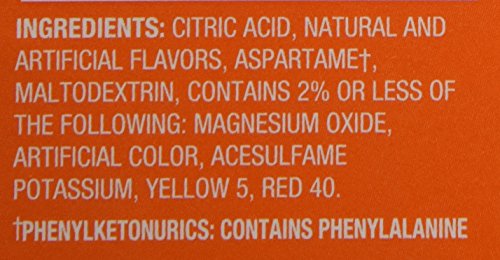 INGREDIENTS: CITRIC ACID, NATURAL AND
ARTIFICIAL FLAVORS, ASPARTAME†,
MALTODEXTRIN, CONTAINS 2% OR LESS OF
THE FOLLOWING: MAGNESIUM OXIDE,
ARTIFICIAL COLOR, ACESULFAME
POTASSIUM, YELLOW 5, RED 40.
†PHENYLKETONURICS: CONTAINS PHENYLALANINE